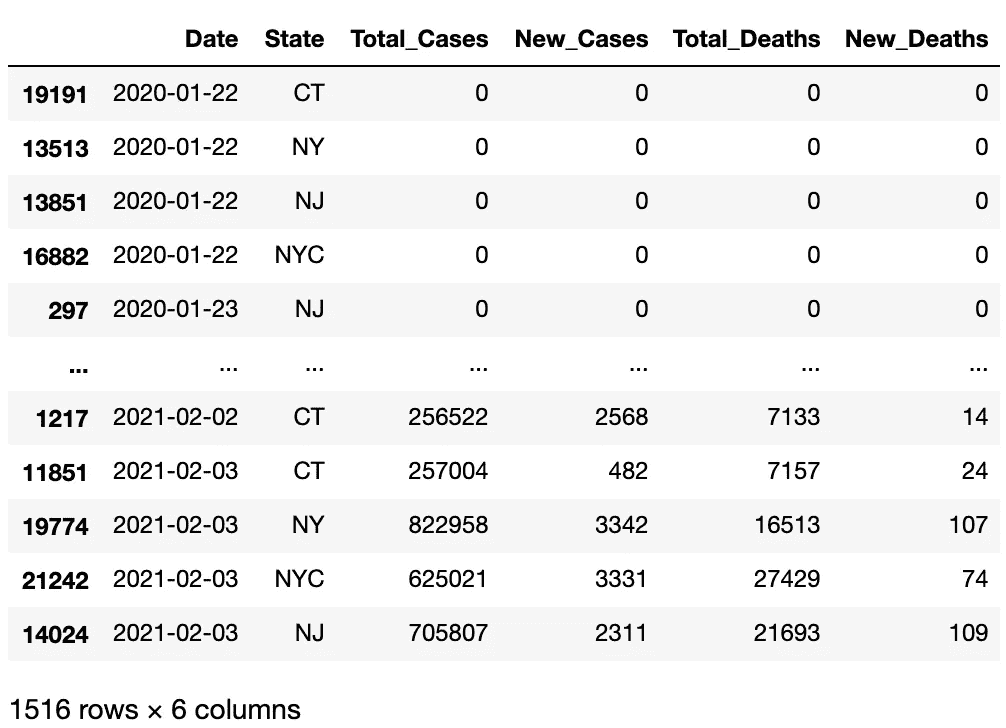 Date State Total_Cases New_Cases Total_Deaths New_Deaths
19191 2020-01-22 CT 0 0 0 0
13513 2020-01-22 NY 0 0 0 0
13851 2020-01-22 NJ 0 0 0 0
16882 2020-01-22 NYC 0 0 0 0
297 2020-01-23 NJ 0 0 0 0
... ... ... ... ... ... ...
1217 2021-02-02 CT 256522 2568 7133 14
11851 2021-02-03 CT 257004 482 7157 24
19774 2021-02-03 NY 822958 3342 16513 107
21242 2021-02-03 NYC 625021 3331 27429 74
14024 2021-02-03 NJ 705807 2311 21693 109
1516 rows × 6 columns